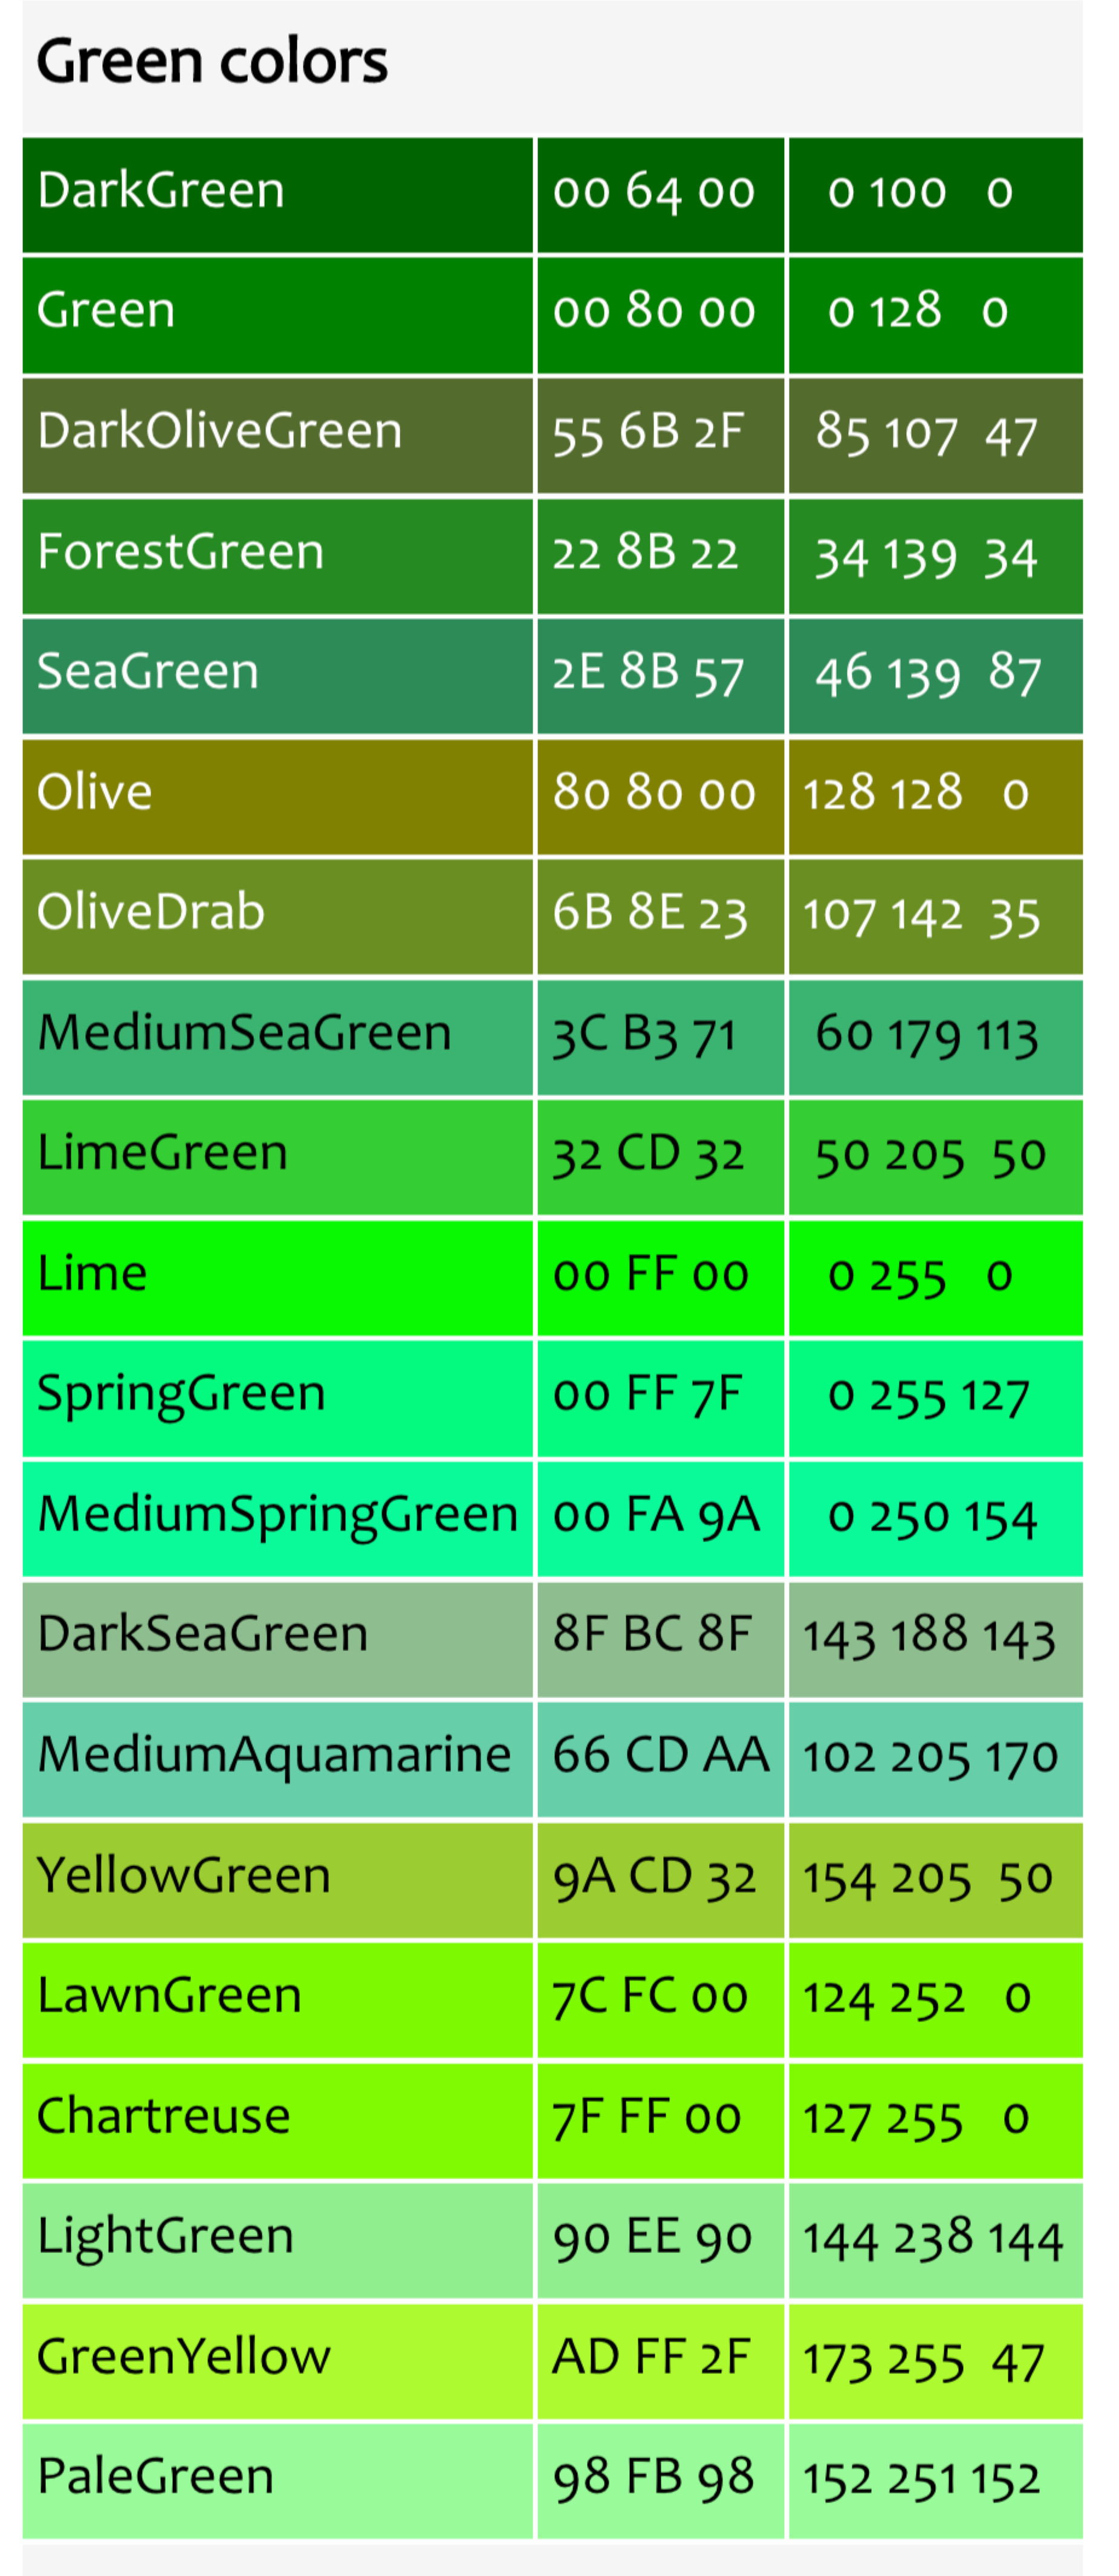 Green colors
DarkGreen 00 64 00 0 100 0
Green 00 80 00 0 128 0
DarkOliveGreen 55 6B 2F 85 107 47
ForestGreen 22 8B 22 34 139 34
SeaGreen 2E 8B 57 46 139 87
Olive 80 80 00 128 128 0
OliveDrab 6B 8E 23 107 142 35
MediumSeaGreen 3C B3 71 60 179 113
LimeGreen 32 CD 32 50 205 50
Lime 00 FF 00 0 255 0
SpringGreen 00 FF 7F 0 255 127
MediumSpringGreen 00 FA 9A 0 250 154
DarkSeaGreen 8F BC 8F 143 188 143
MediumAquamarine 66 CD AA 102 205 170
YellowGreen 9A CD 32 154 205 50
LawnGreen 7C FC 00 124 252 0
Chartreuse 7F FF 00 127 255 0
LightGreen 90 EE 90 144 238 144
GreenYellow AD FF 2F 173 255 47
PaleGreen 98 FB 98 152 251 152